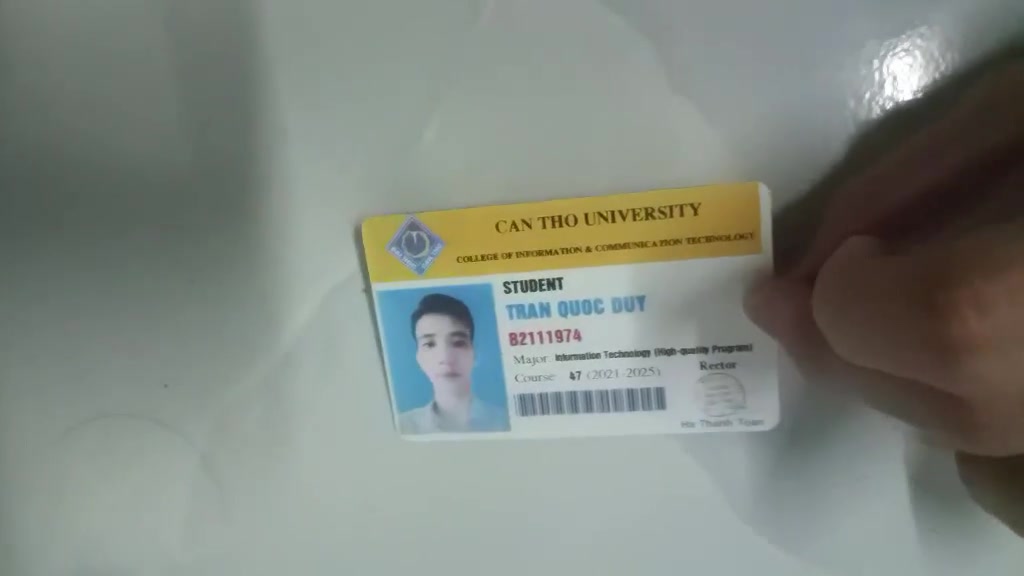 CAN THO UNIVERSITY
COLLEGE OF INFORMATION & COMMUNICATION TECHNOLOGY
STUDENT
TRAN QUOC DUY
B2111974
Major: Information Technology (High-quality Program)
Course: 47 (2021-2025)
Rector
Ha Thanh Toan